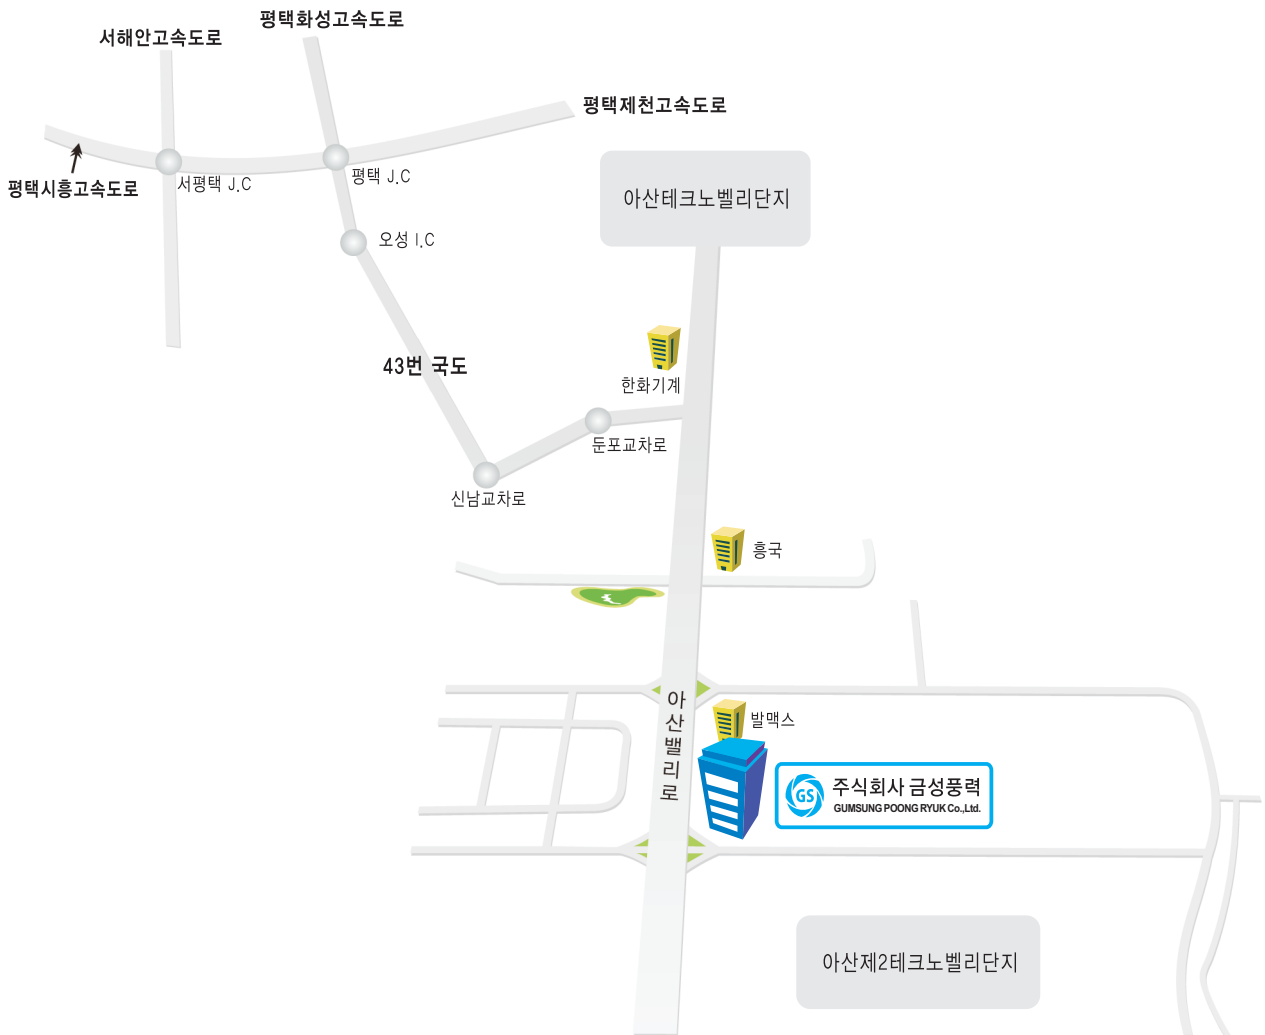 평택화성고속도로
서해안고속도로
평택제천고속도로
평택시흥고속도로
서평택 J.C
평택 J.C
아산테크노벨리단지
오성 I.C
43번 국도
한화기계
둔포교차로
신남교차로
흥국
아산밸리로
발맥스
GS
주식회사 금성풍력
GUMSUNG POONG RYUK Co.,Ltd.
아산제2테크노벨리단지